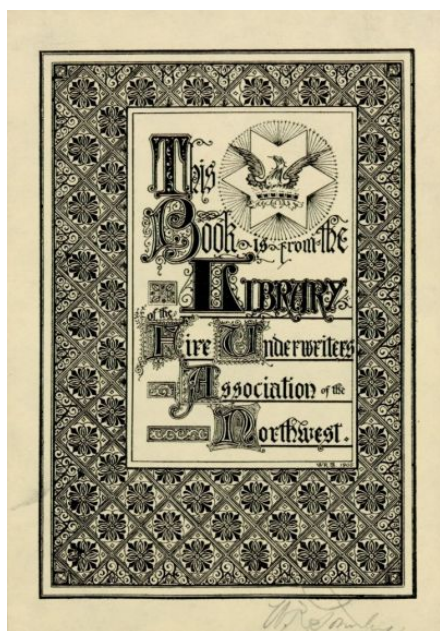 This
Book is from the
Library
of the
Fire Underwriters
Association of the
Northwest.